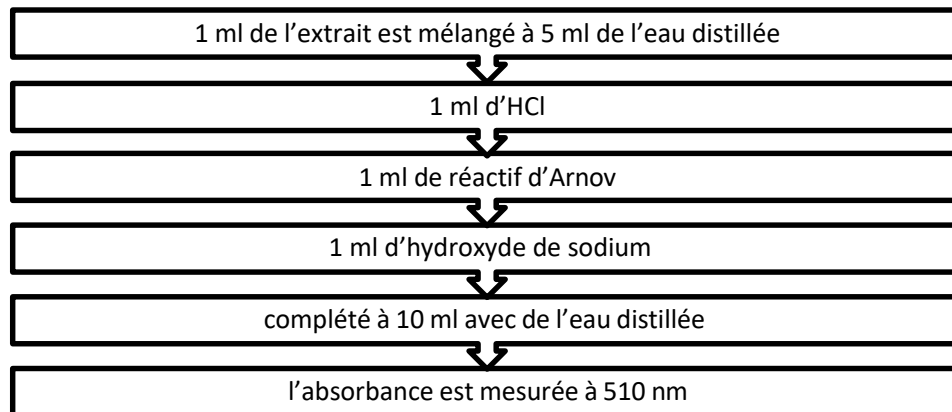 1 ml de l’extrait est mélangé à 5 ml de l’eau distillée
1 ml d’HCl
1 ml de réactif d’Arnov
1 ml d’hydroxyde de sodium
complété à 10 ml avec de l’eau distillée
l’absorbance est mesurée à 510 nm